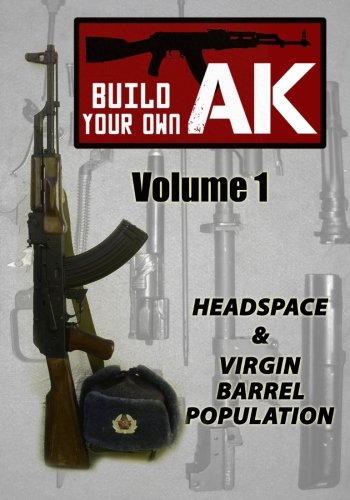 BUILD
YOUR OWN
AK
Volume 1
HEADSPACE
&
VIRGIN
BARREL
POPULATION